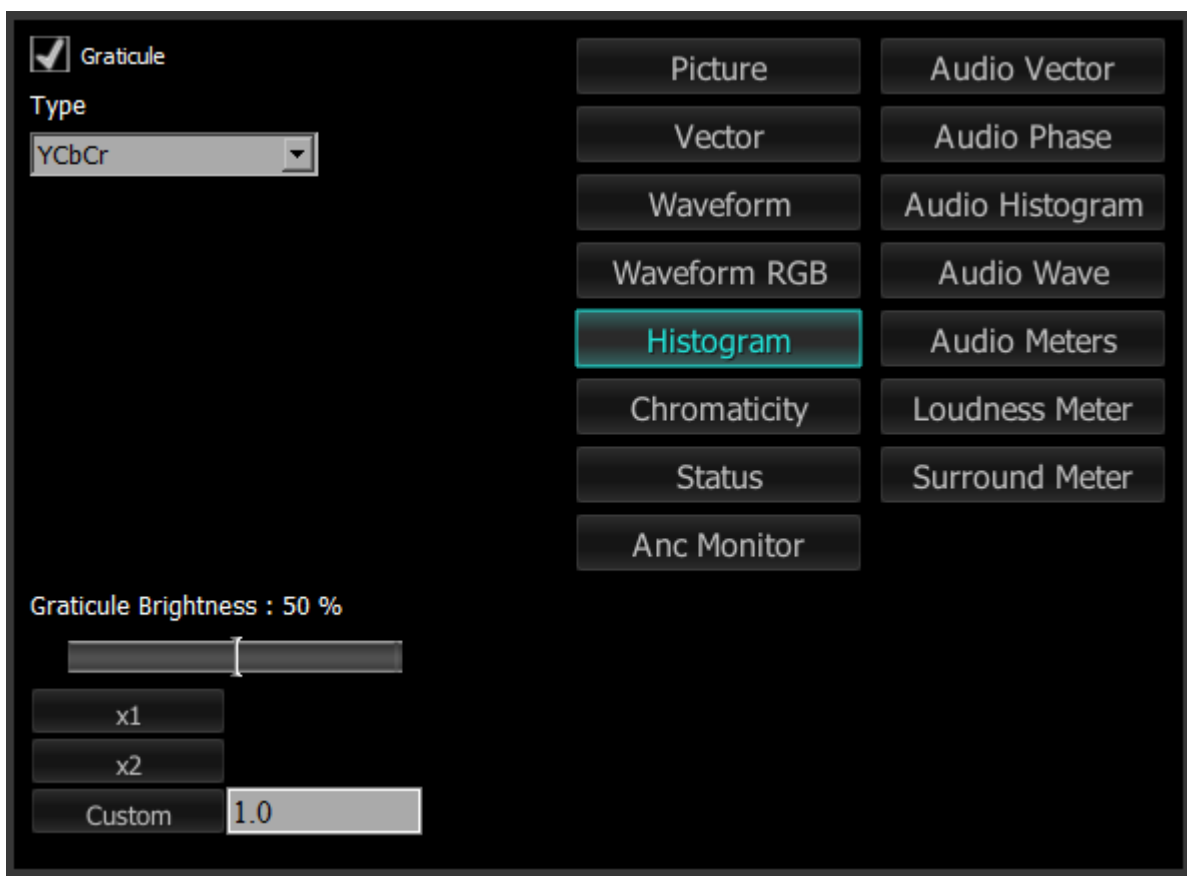 Graticule
Type
YCbCr
Picture
Audio Vector
Vector
Audio Phase
Waveform
Audio Histogram
Waveform RGB
Audio Wave
Histogram
Audio Meters
Chromaticity
Loudness Meter
Status
Surround Meter
Anc Monitor
Graticule Brightness : 50 %
x1
x2
Custom
1.0